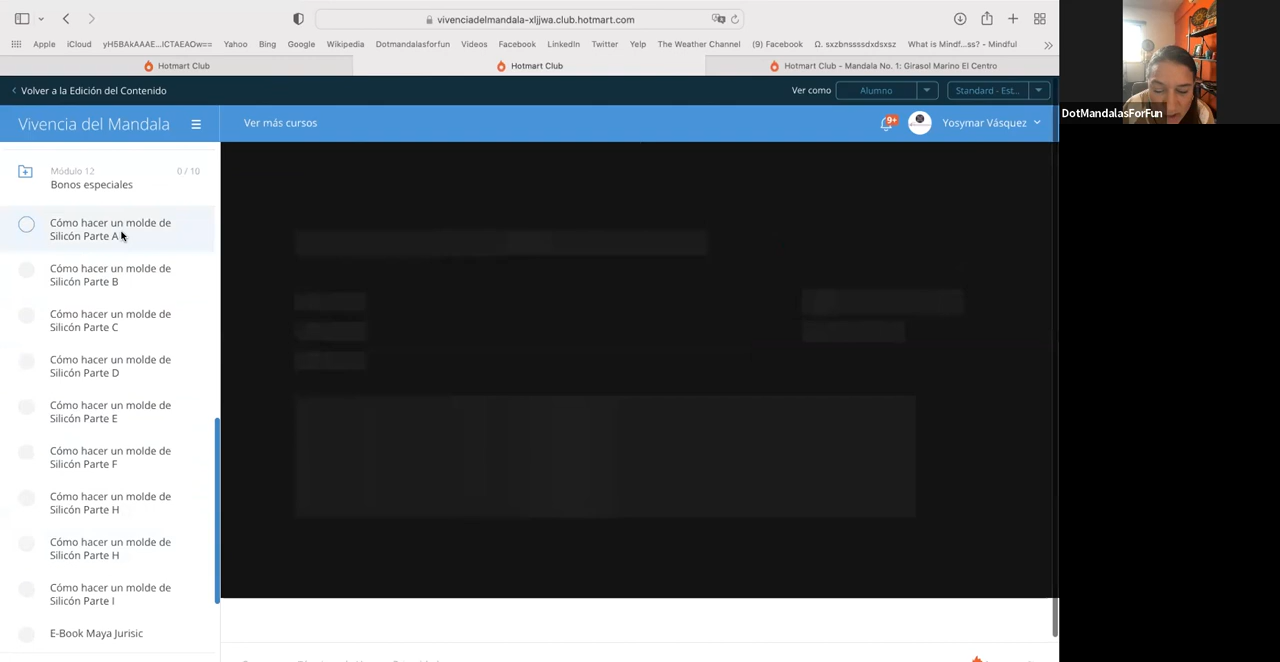 vivenciadelmandala-xljjwa.club.hotmart.com
Apple iCloud yH5BAkAAAE...ICTAEAOw== Yahoo Bing Google Wikipedia Dotmandalasforfun Videos Facebook LinkedIn Twitter Yelp The Weather Channel (9) Facebook Ω. sxzbnssssdxdsxsz What is Mindf...ss? - Mindful
Hotmart Club
Hotmart Club
Hotmart Club - Mandala No. 1: Girasol Marino El Centro
Volver a la Edición del Contenido
Ver como
Alumno
Standard - Est...
Vivencia del Mandala
Ver más cursos
9+
Yosymar Vásquez
DotMandalasForFun
Módulo 12 0 / 10
Bonos especiales
Cómo hacer un molde de
Silicón Parte A
Cómo hacer un molde de
Silicón Parte B
Cómo hacer un molde de
Silicón Parte C
Cómo hacer un molde de
Silicón Parte D
Cómo hacer un molde de
Silicón Parte E
Cómo hacer un molde de
Silicón Parte F
Cómo hacer un molde de
Silicón Parte H
Cómo hacer un molde de
Silicón Parte H
Cómo hacer un molde de
Silicón Parte I
E-Book Maya Jurisic